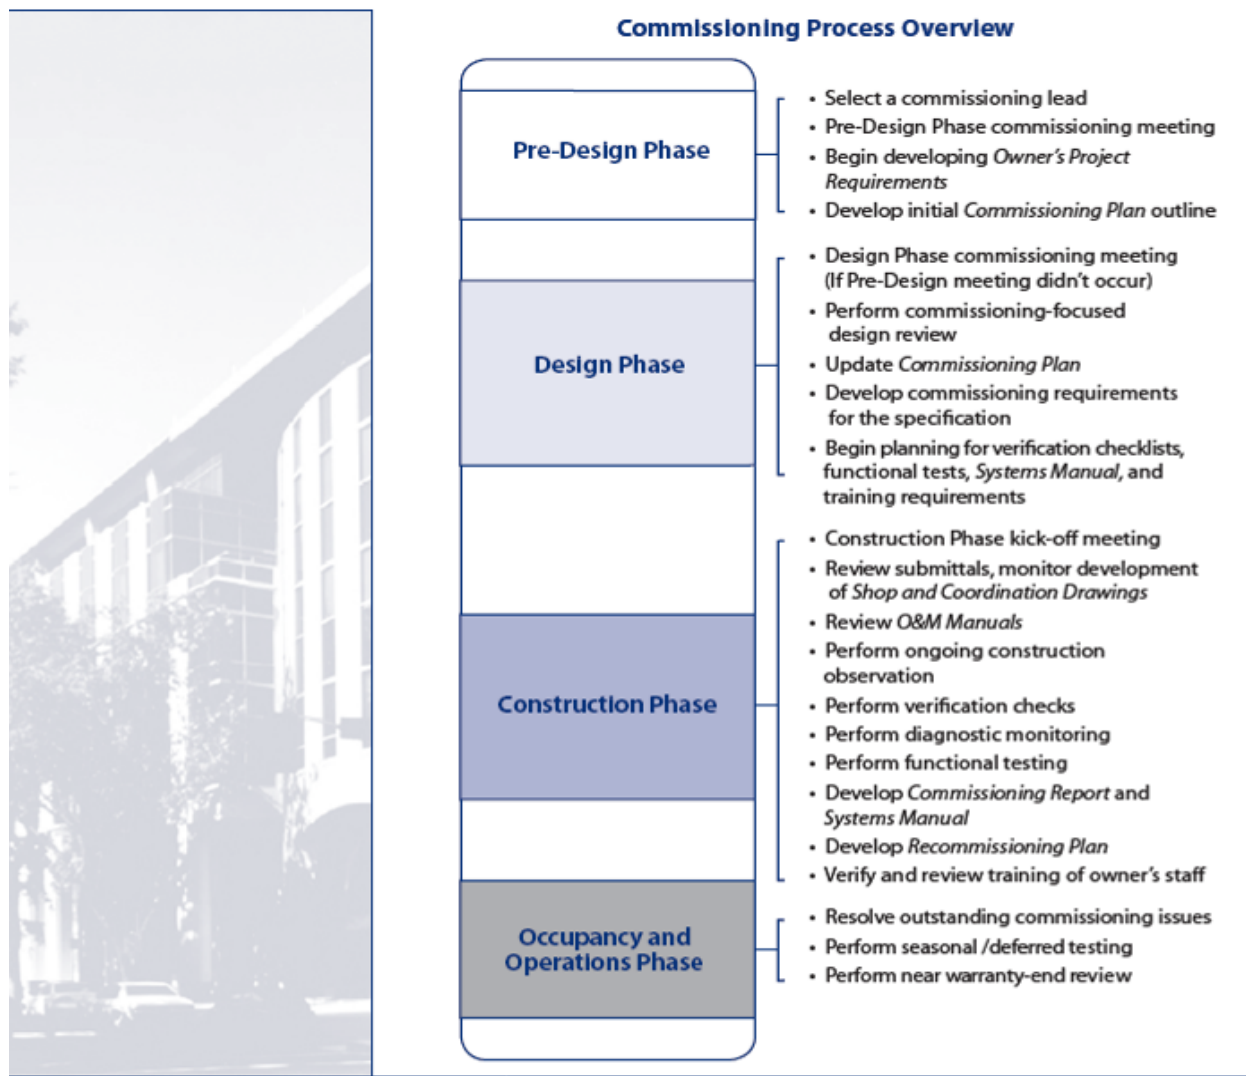 Commissioning Process Overview
Pre-Design Phase
• Select a commissioning lead
• Pre-Design Phase commissioning meeting
• Begin developing Owner's Project
Requirements
• Develop initial Commissioning Plan outline
Design Phase
• Design Phase commissioning meeting
(If Pre-Design meeting didn't occur)
• Perform commissioning-focused
design review
• Update Commissioning Plan
• Develop commissioning requirements
for the specification
• Begin planning for verification checklists,
functional tests, Systems Manual, and
training requirements
Construction Phase
• Construction Phase kick-off meeting
• Review submittals, monitor development
of Shop and Coordination Drawings
• Review O&M Manuals
• Perform ongoing construction
observation
• Perform verification checks
• Perform diagnostic monitoring
• Perform functional testing
• Develop Commissioning Report and
Systems Manual
• Develop Recommissioning Plan
• Verify and review training of owner's staff
Occupancy and
Operations Phase
• Resolve outstanding commissioning issues
• Perform seasonal /deferred testing
• Perform near warranty-end review